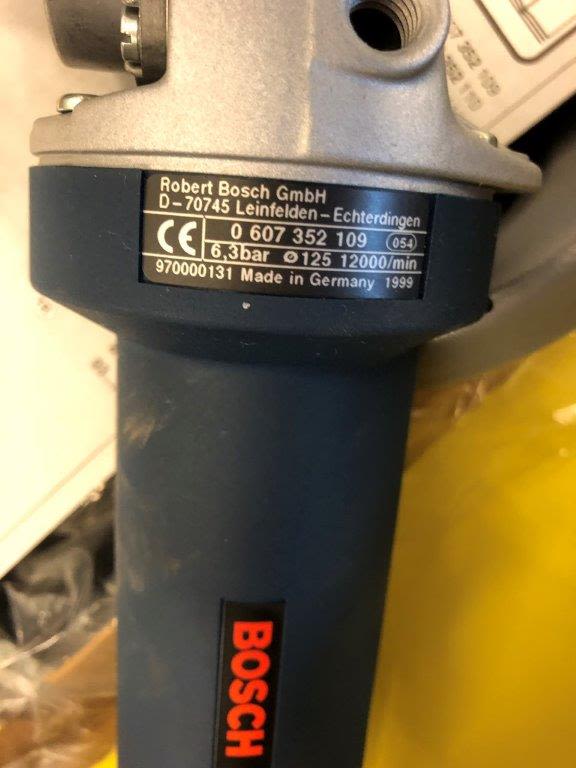 Robert Bosch GmbH
D-70745 Leinfelden-Echterdingen
CE 0 607 352 109 054
6,3bar ⌀125 12000/min
970000131 Made in Germany 1999
BOSCH